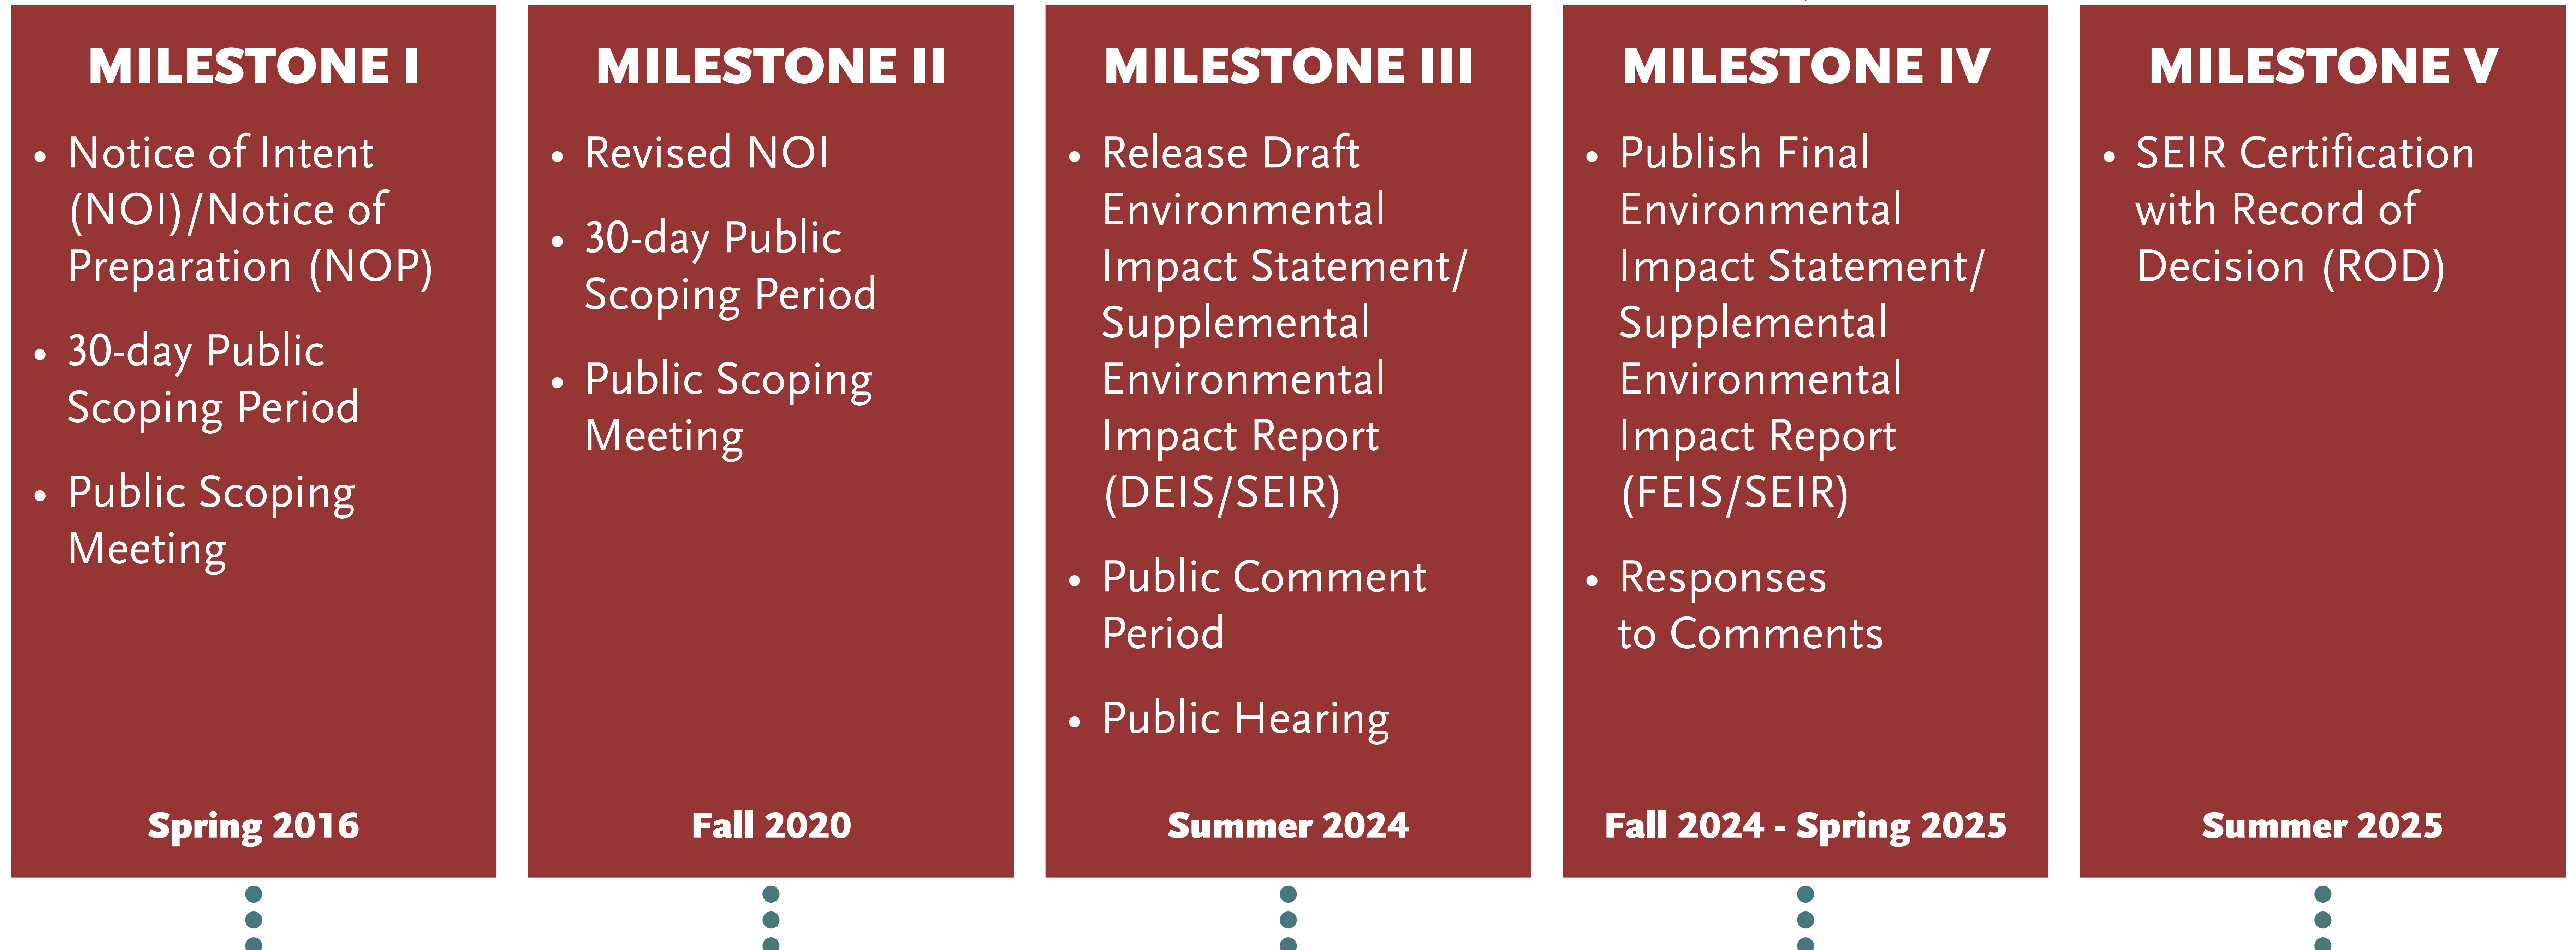 MILESTONE I
• Notice of Intent
(NOI)/Notice of
Preparation (NOP)
• 30-day Public
Scoping Period
• Public Scoping
Meeting
Spring 2016
MILESTONE II
• Revised NOI
• 30-day Public
Scoping Period
• Public Scoping
Meeting
Fall 2020
MILESTONE III
• Release Draft
Environmental
Impact Statement/
Supplemental
Environmental
Impact Report
(DEIS/SEIR)
• Public Comment
Period
• Public Hearing
Summer 2024
MILESTONE IV
• Publish Final
Environmental
Impact Statement/
Supplemental
Environmental
Impact Report
(FEIS/SEIR)
• Responses
to Comments
Fall 2024 - Spring 2025
MILESTONE V
• SEIR Certification
with Record of
Decision (ROD)
Summer 2025